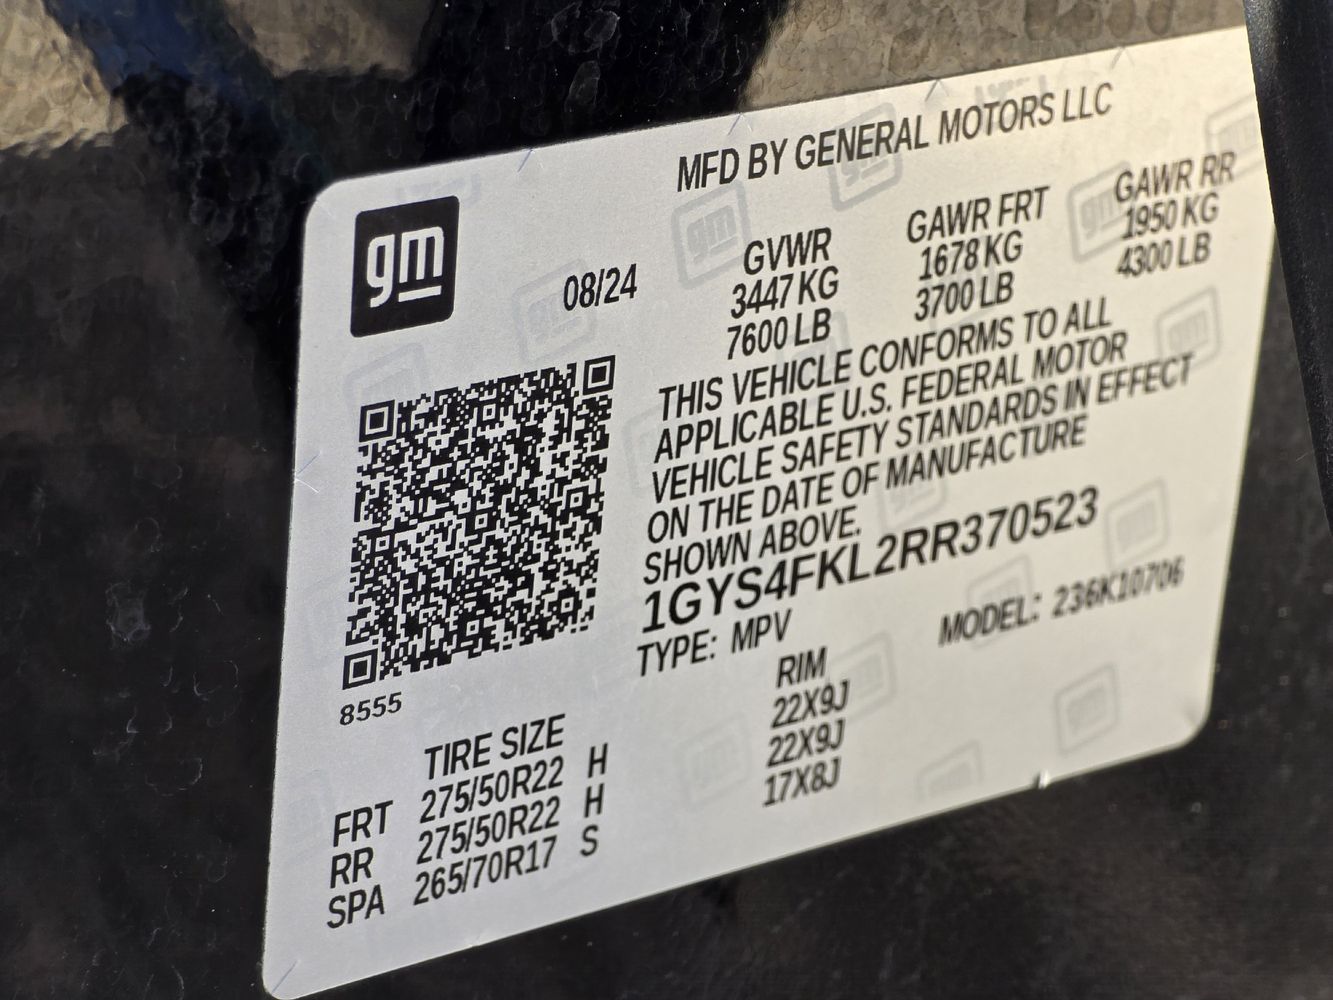 MFD BY GENERAL MOTORS LLC
gm
08/24
GVWR
3447 KG
7600 LB
GAWR FRT
1678 KG
3700 LB
GAWR RR
1950 KG
4300 LB
THIS VEHICLE CONFORMS TO ALL
APPLICABLE U.S. FEDERAL MOTOR
VEHICLE SAFETY STANDARDS IN EFFECT
ON THE DATE OF MANUFACTURE
SHOWN ABOVE.
1GYS4FKL2RR370523
TYPE: MPV MODEL: 236K10706
8555
TIRE SIZE RIM
FRT 275/50R22 H 22X9J
RR 275/50R22 H 22X9J
SPA 265/70R17 S 17X8J